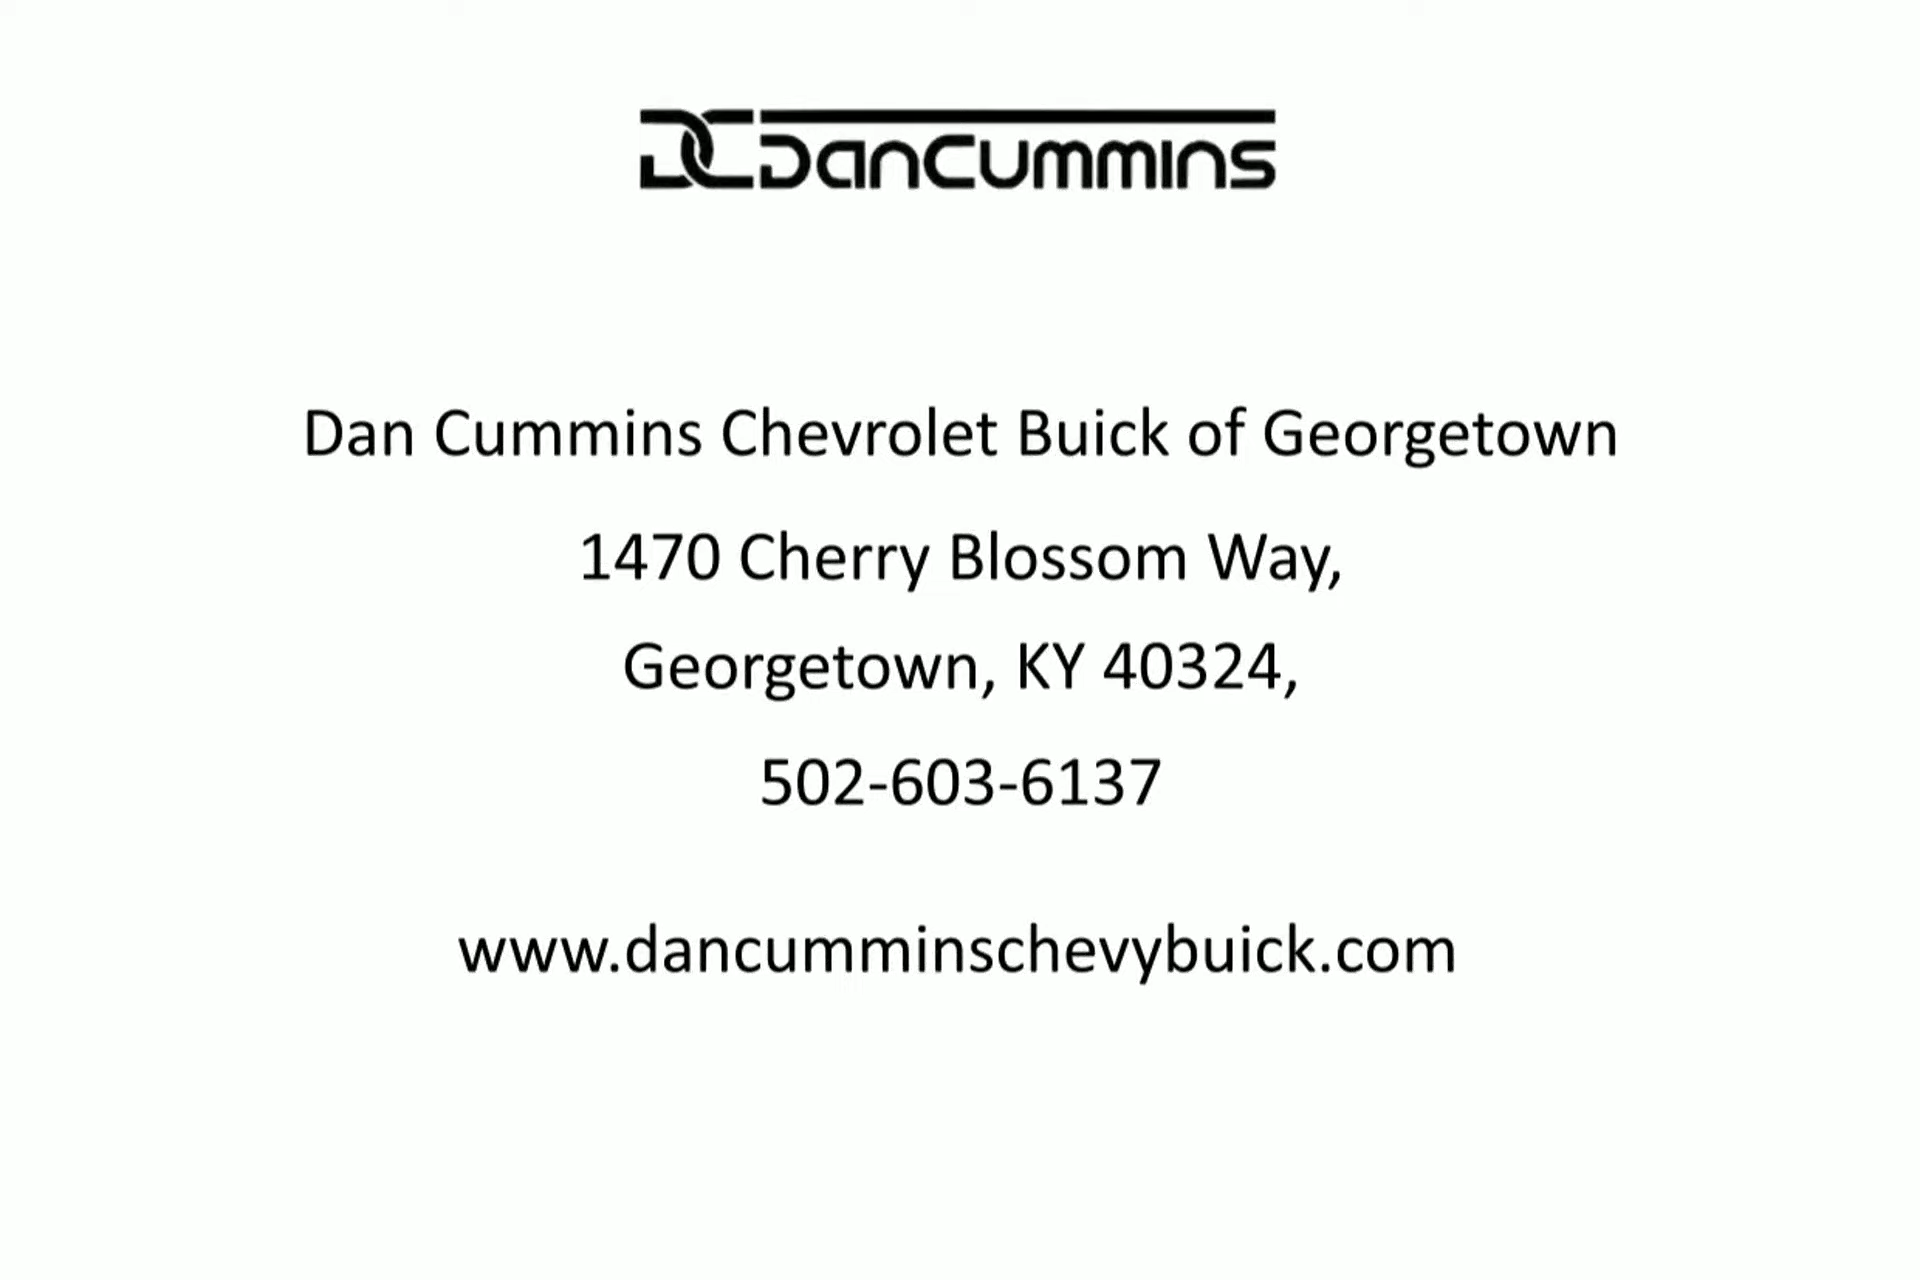 DC DanCummins
Dan Cummins Chevrolet Buick of Georgetown
1470 Cherry Blossom Way,
Georgetown, KY 40324,
502-603-6137
www.dancumminschevybuick.com